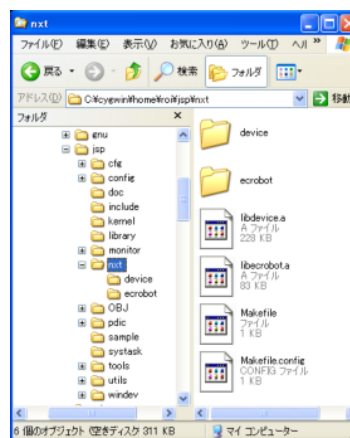 nxt
ファイル(F) 編集(E) 表示(V) お気に入り(A) ツール(T) ヘル »
戻る 検索 フォルダ
アドレス(D) C:¥cygwin¥home¥roi¥jsp¥nxt 移動
フォルダ ×
gnu
jsp
cfg
config
doc
include
kernel
library
monitor
nxt
device
ecrobot
OBJ
pdic
sample
systask
tools
utils
windev
device
ecrobot
libdevice.a
A ファイル
228 KB
libecrobot.a
A ファイル
83 KB
Makefile
ファイル
1 KB
Makefile.config
CONFIG ファイル
1 KB
6 個のオブジェクト (空きディスク 311 KB マイ コンピューター